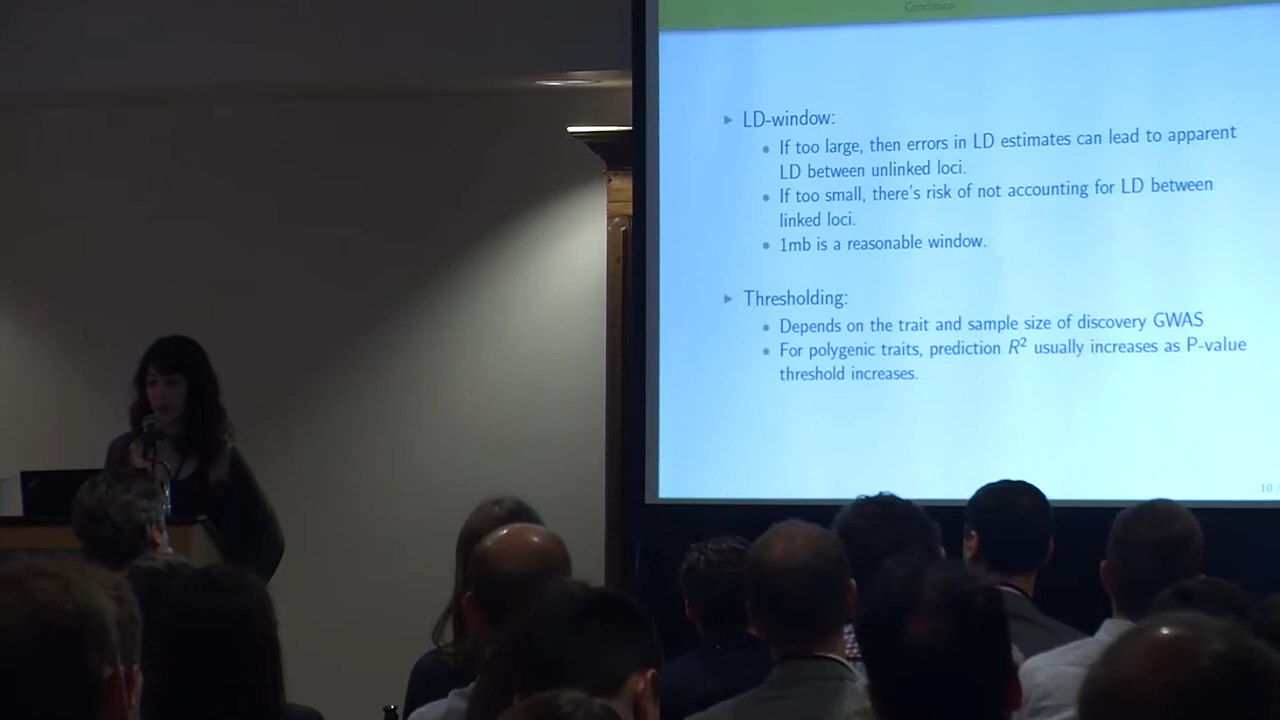 Conclusion
▶ LD-window:
• If too large, then errors in LD estimates can lead to apparent
LD between unlinked loci.
• If too small, there's risk of not accounting for LD between
linked loci.
• 1mb is a reasonable window.
▶ Thresholding:
• Depends on the trait and sample size of discovery GWAS
• For polygenic traits, prediction R² usually increases as P-value
threshold increases.
10 /